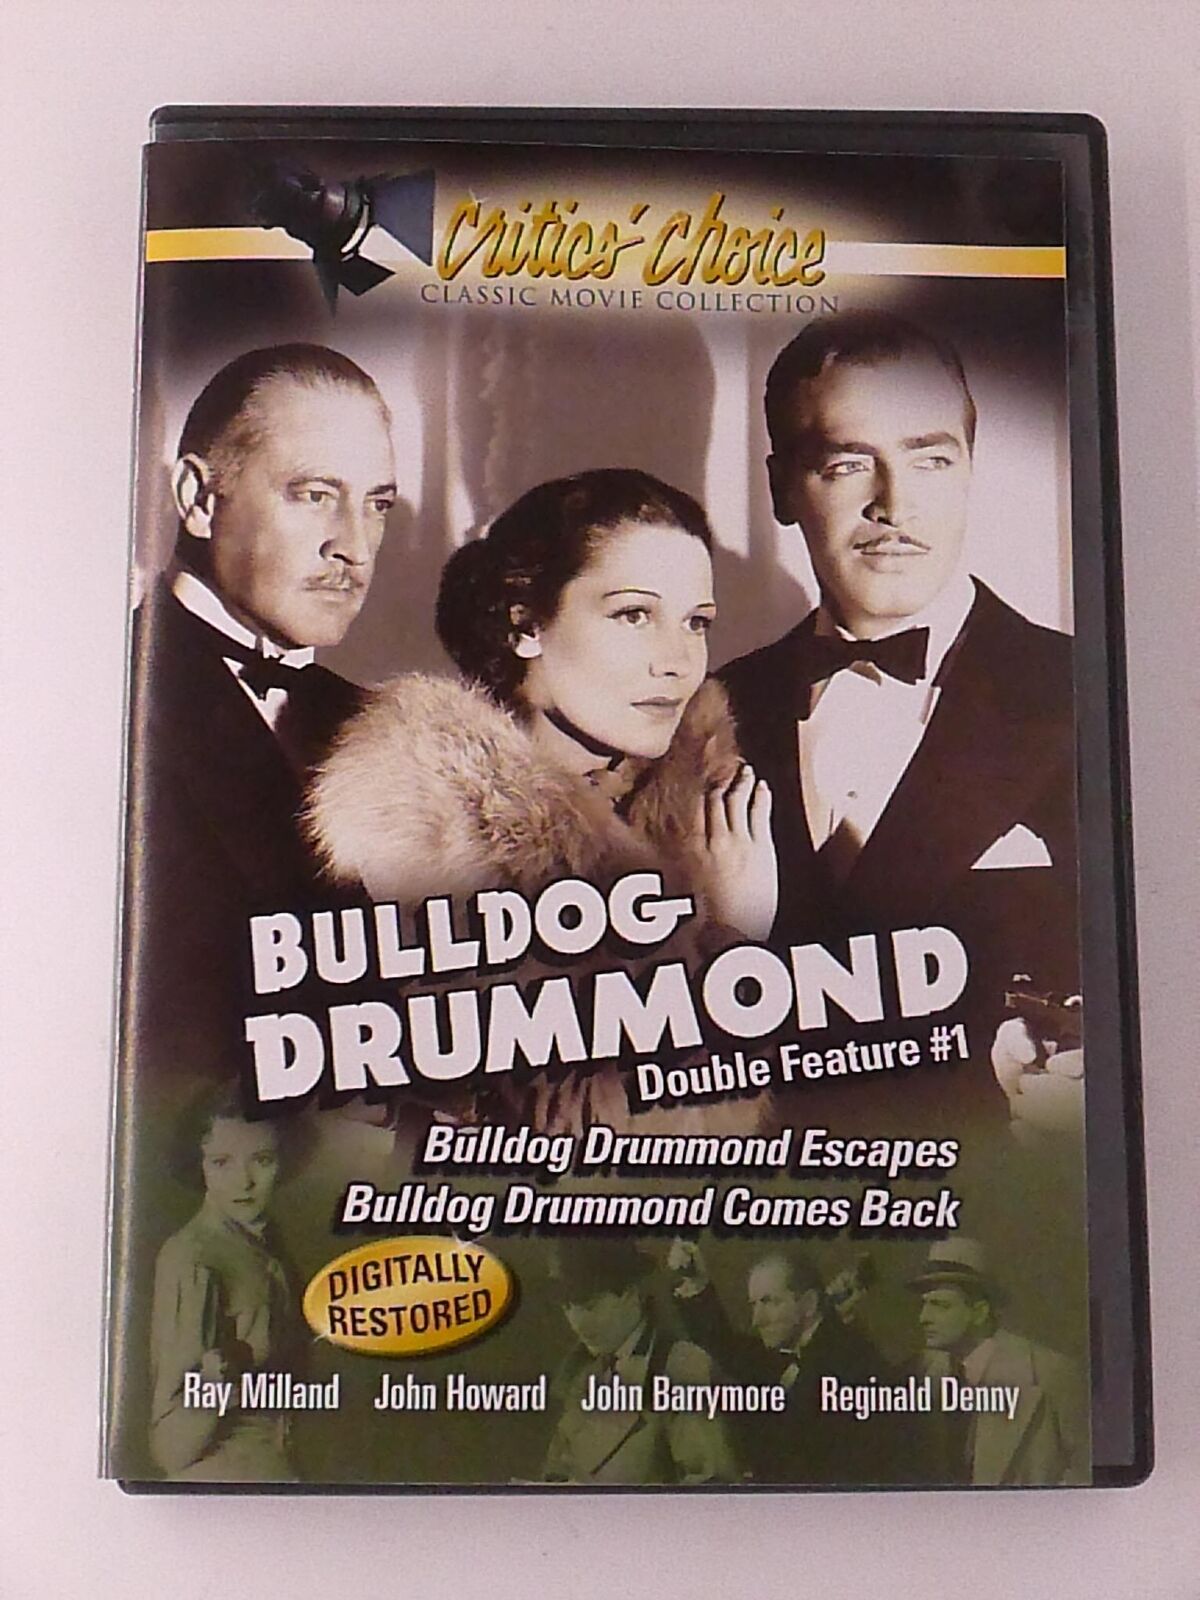 Critics' Choice
CLASSIC MOVIE COLLECTION
BULLDOG
DRUMMOND
Double Feature #1
Bulldog Drummond Escapes
Bulldog Drummond Comes Back
DIGITALLY
RESTORED
Ray Milland John Howard John Barrymore Reginald Denny